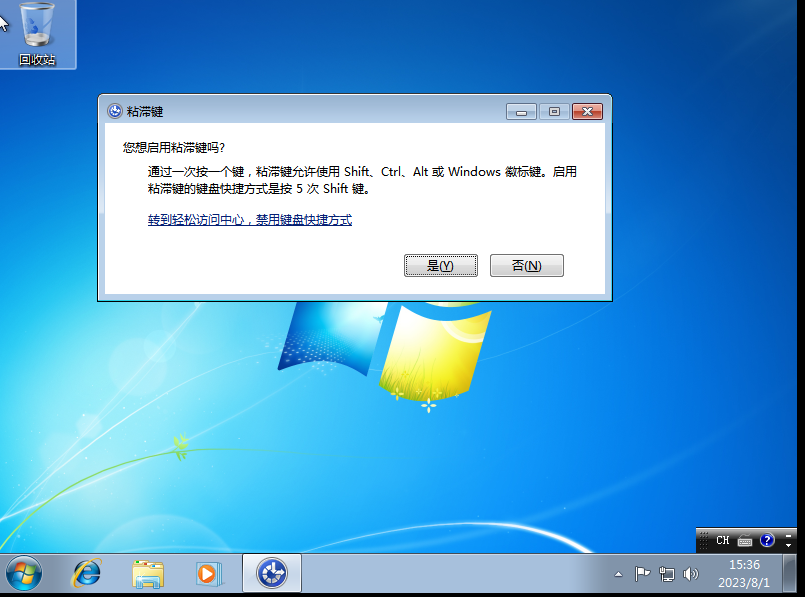 回收站
粘滞键
您想启用粘滞键吗?
通过一次按一个键，粘滞键允许使用 Shift、Ctrl、Alt 或 Windows 徽标键。启用
粘滞键的键盘快捷方式是按 5 次 Shift 键。
转到轻松访问中心，禁用键盘快捷方式
是(Y)
否(N)
CH
15:36
2023/8/1